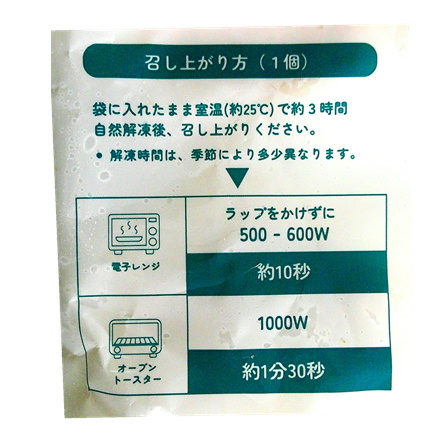 召し上がり方（1個）
袋に入れたまま室温(約25℃)で約3時間
自然解凍後、召し上がりください。
• 解凍時間は、季節により多少異なります。
ラップをかけずに
500 - 600W
電子レンジ
約10秒
1000W
オーブン
トースター
約1分30秒